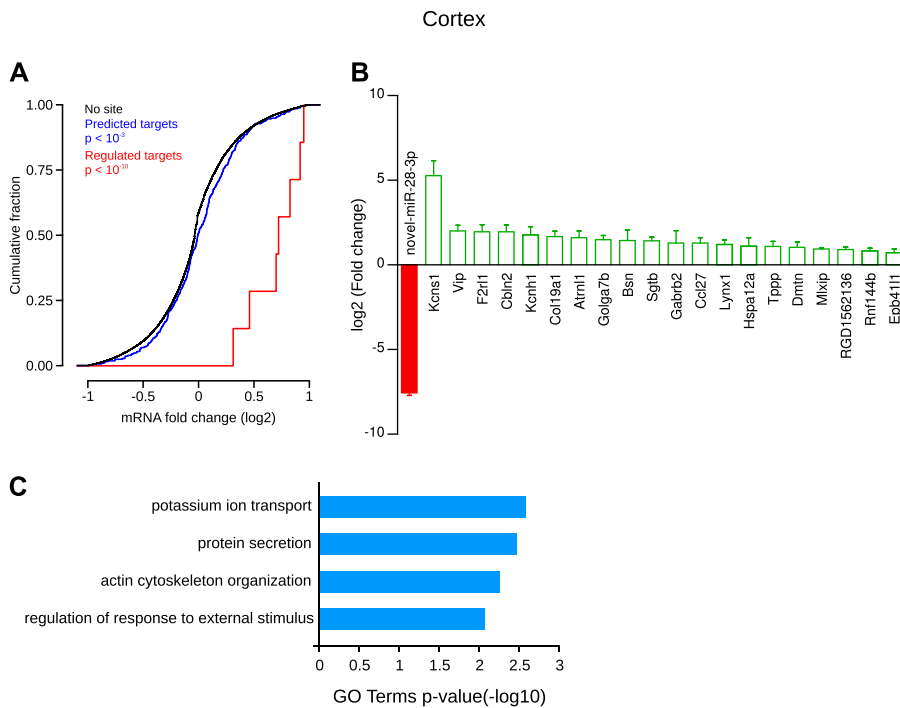 Cortex
A
1.00
0.75
0.50
0.25
0.00
Cumulative fraction
No site
Predicted targets
p < 10-3
Regulated targets
p < 10-10
-1
-0.5
0
0.5
1
mRNA fold change (log2)
B
10
5
0
-5
-10
log2 (Fold change)
novel-miR-28-3p
Kcns1
Vip
F2rl1
Cbln2
Kcnh1
Col19a1
Atrnl1
Golga7b
Bsn
Sgtb
Gabrb2
Ccl27
Lynx1
Hspa12a
Tppp
Dmtn
Mlxip
RGD1562136
Rnf144b
Epb41l1
C
potassium ion transport
protein secretion
actin cytoskeleton organization
regulation of response to external stimulus
0
0.5
1
1.5
2
2.5
3
GO Terms p-value(-log10)